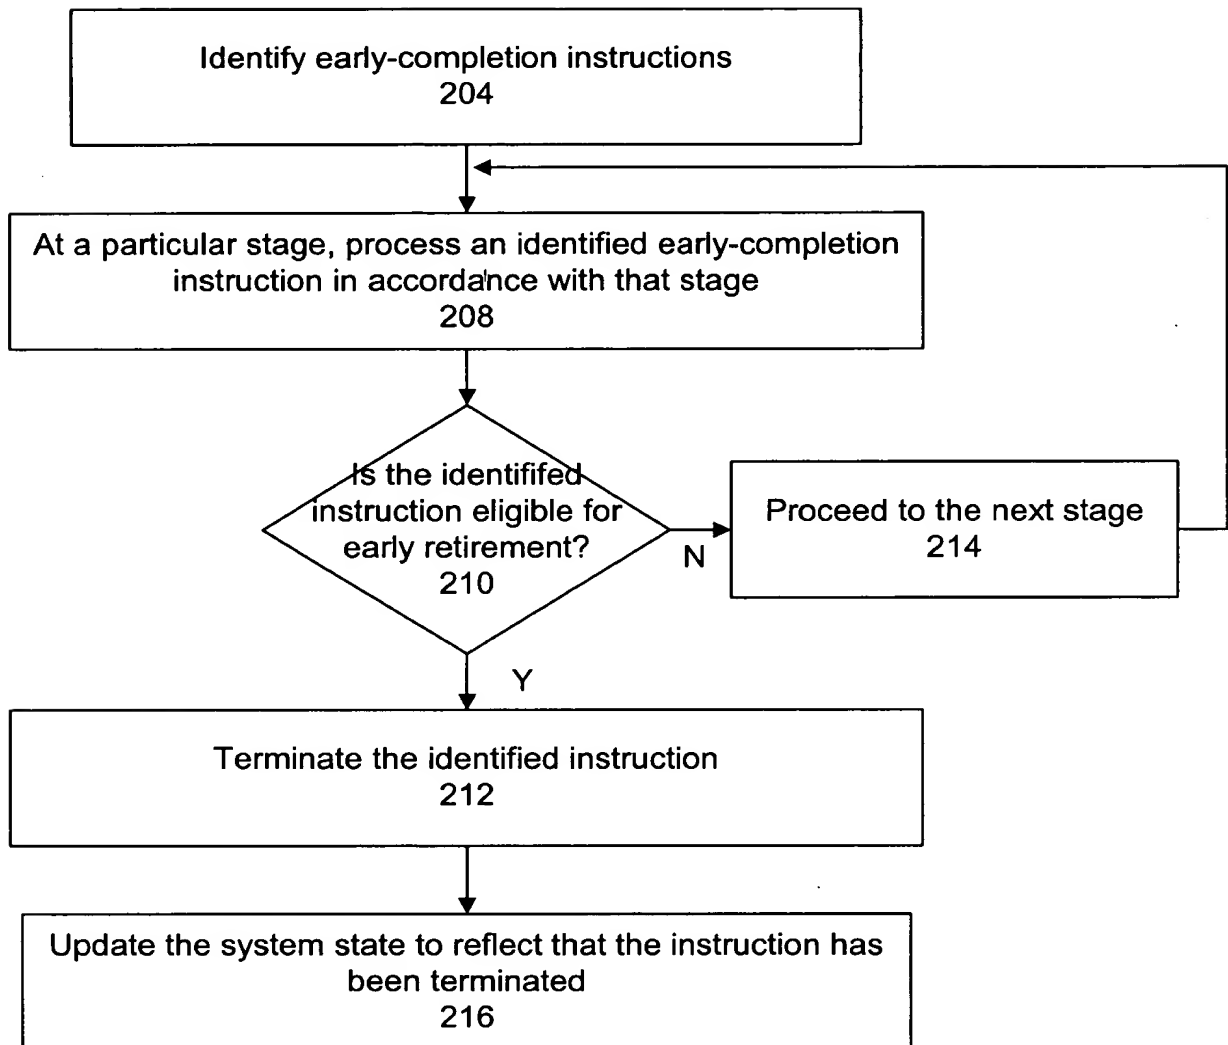 Identify early-completion instructions
204
At a particular stage, process an identified early-completion
instruction in accordance with that stage
208
Is the identififed
instruction eligible for
early retirement?
210
N
Proceed to the next stage
214
Y
Terminate the identified instruction
212
Update the system state to reflect that the instruction has
been terminated
216